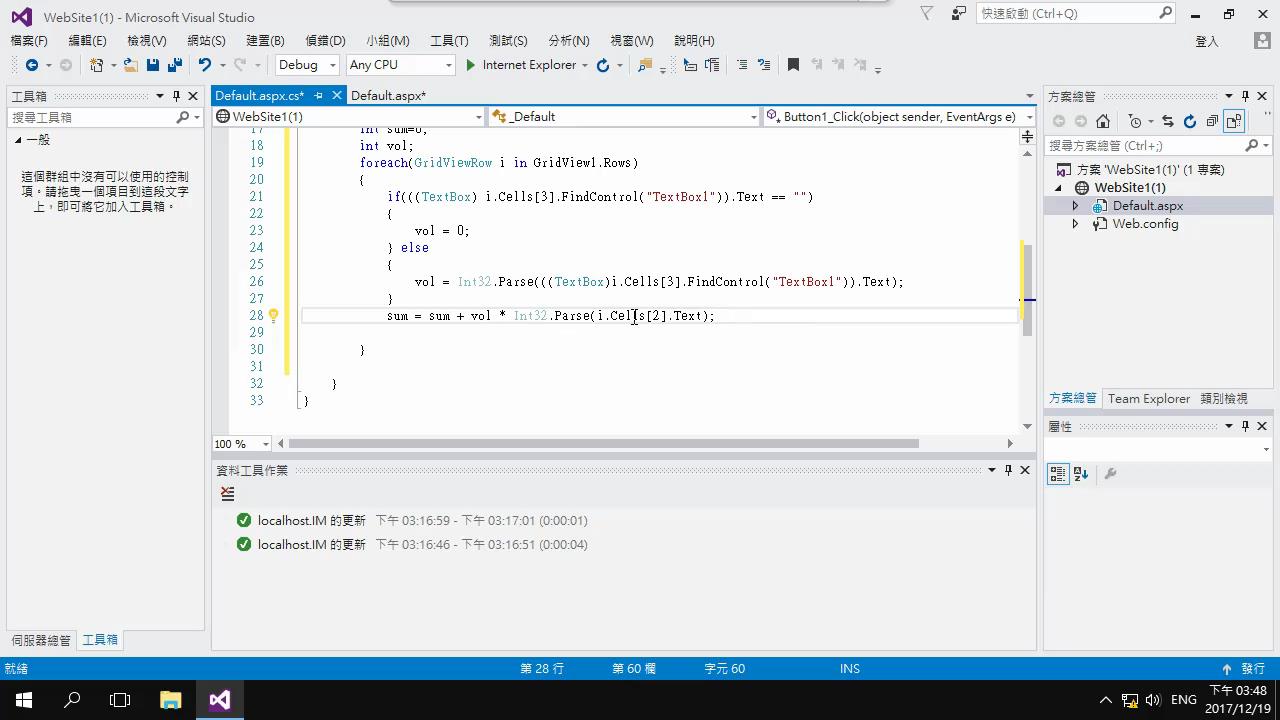 WebSite1(1) - Microsoft Visual Studio
快速啟動 (Ctrl+Q)
檔案(F) 編輯(E) 檢視(V) 網站(S) 建置(B) 偵錯(D) 小組(M) 工具(T) 測試(S) 分析(N) 視窗(W) 說明(H)
登入
Debug Any CPU Internet Explorer
工具箱
搜尋工具箱
一般
這個群組中沒有可以使用的控制
項。請拖曳一個項目到這段文字
上，即可將它加入工具箱。
伺服器總管 工具箱
Default.aspx.cs* Default.aspx*
WebSite1(1) _Default Button1_Click(object sender, EventArgs e)
17 int sum=0;
18 int vol;
19 foreach(GridViewRow i in GridView1.Rows)
20 {
21 if(((TextBox) i.Cells[3].FindControl("TextBox1")).Text == "")
22 {
23 vol = 0;
24 } else
25 {
26 vol = Int32.Parse(((TextBox)i.Cells[3].FindControl("TextBox1")).Text);
27 }
28 sum = sum + vol * Int32.Parse(i.Cells[2].Text);
29
30 }
31
32 }
33 }
100 %
資料工具作業
localhost.IM 的更新 下午 03:16:59 - 下午 03:17:01 (0:00:01)
localhost.IM 的更新 下午 03:16:46 - 下午 03:16:51 (0:00:04)
方案總管
搜尋方案總管 (Ctrl+;)
方案 'WebSite1(1)' (1 專案)
WebSite1(1)
Default.aspx
Web.config
方案總管 Team Explorer 類別檢視
屬性
就緒 第 28 行 第 60 欄 字元 60 INS 發行
ENG
下午 03:48
2017/12/19